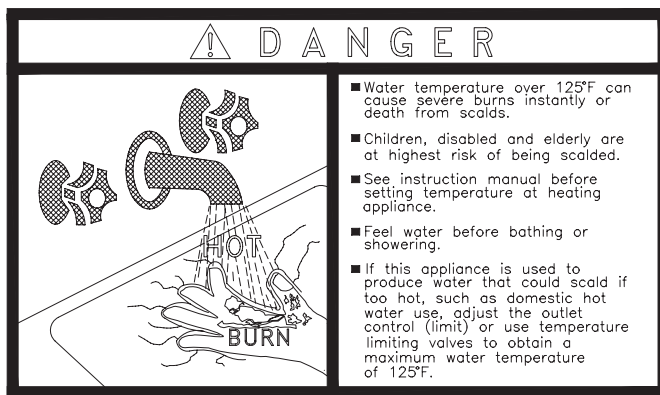 DANGER
HOT
BURN
■ Water temperature over 125°F can
cause severe burns instantly or
death from scalds.
■ Children, disabled and elderly are
at highest risk of being scalded.
■ See instruction manual before
setting temperature at heating
appliance.
■ Feel water before bathing or
showering.
■ If this appliance is used to
produce water that could scald if
too hot, such as domestic hot
water use, adjust the outlet
control (limit) or use temperature
limiting valves to obtain a
maximum water temperature
of 125°F.